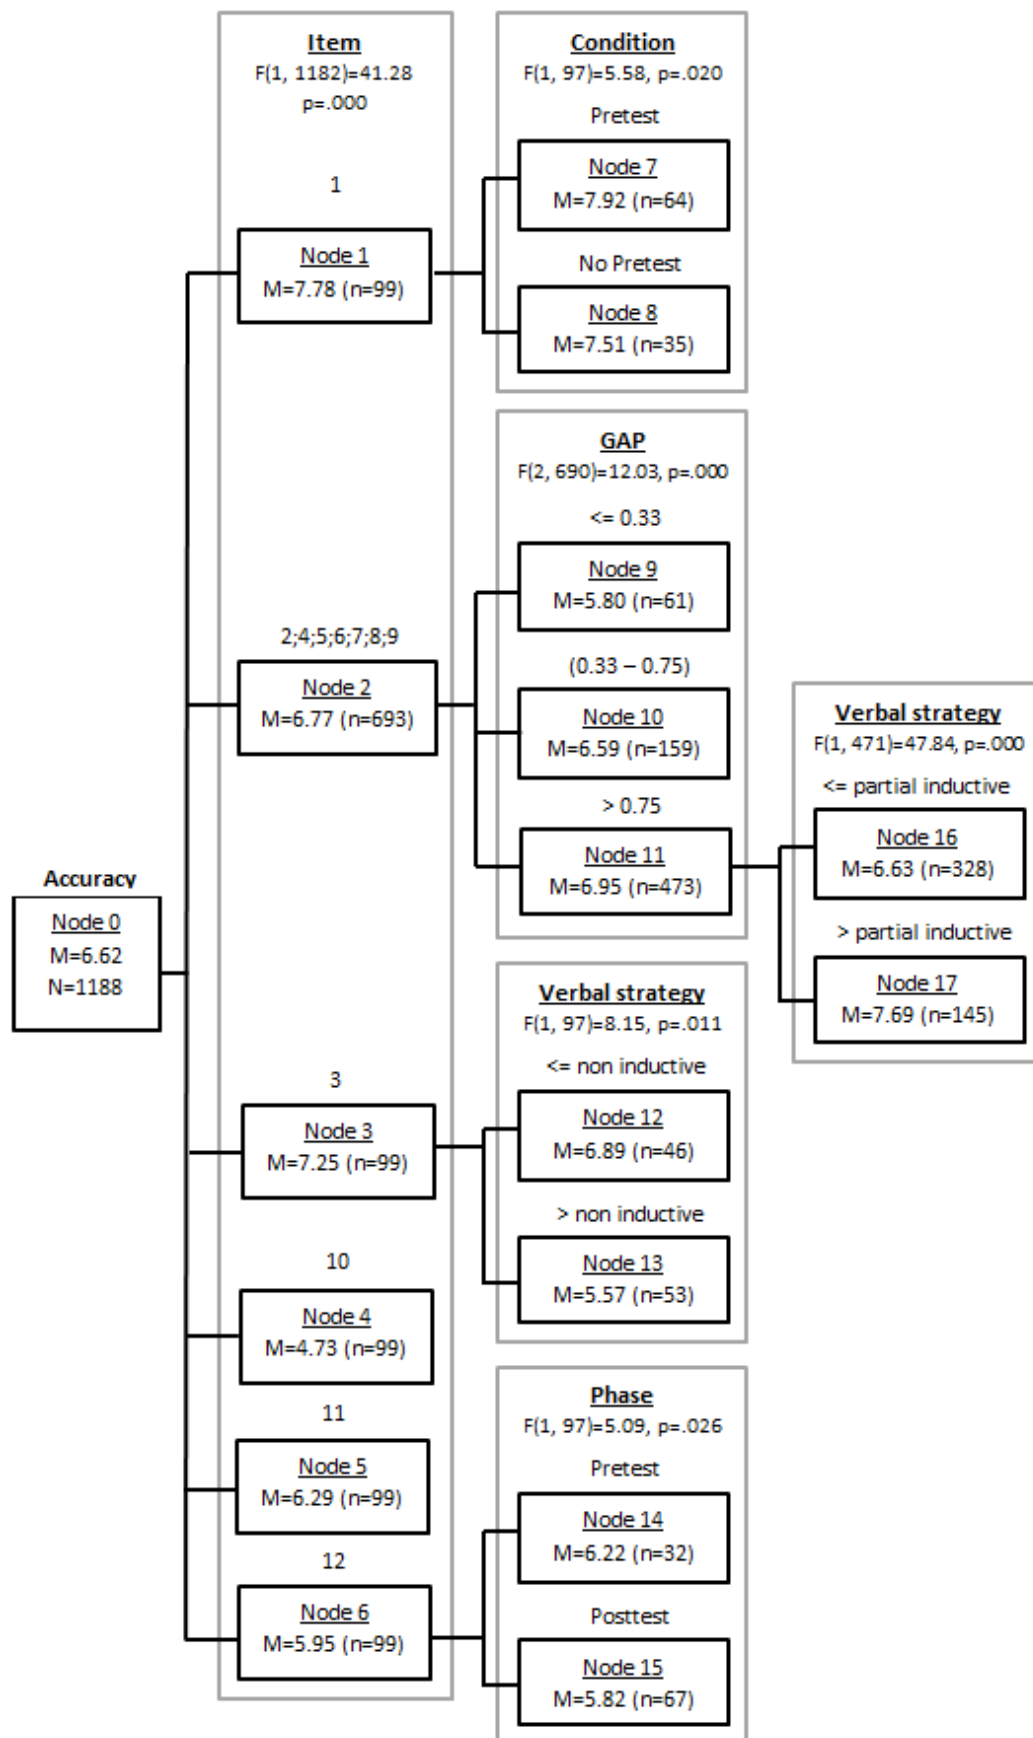 Item
F(1, 1182)=41.28
p=.000
1
Node 1
M=7.78 (n=99)
Condition
F(1, 97)=5.58, p=.020
Pretest
Node 7
M=7.92 (n=64)
No Pretest
Node 8
M=7.51 (n=35)
2;4;5;6;7;8;9
Node 2
M=6.77 (n=693)
GAP
F(2, 690)=12.03, p=.000
<= 0.33
Node 9
M=5.80 (n=61)
(0.33 – 0.75)
Node 10
M=6.59 (n=159)
> 0.75
Node 11
M=6.95 (n=473)
Verbal strategy
F(1, 471)=47.84, p=.000
<= partial inductive
Node 16
M=6.63 (n=328)
> partial inductive
Node 17
M=7.69 (n=145)
Accuracy
Node 0
M=6.62
N=1188
3
Node 3
M=7.25 (n=99)
Verbal strategy
F(1, 97)=8.15, p=.011
<= non inductive
Node 12
M=6.89 (n=46)
> non inductive
Node 13
M=5.57 (n=53)
10
Node 4
M=4.73 (n=99)
11
Node 5
M=6.29 (n=99)
12
Node 6
M=5.95 (n=99)
Phase
F(1, 97)=5.09, p=.026
Pretest
Node 14
M=6.22 (n=32)
Posttest
Node 15
M=5.82 (n=67)